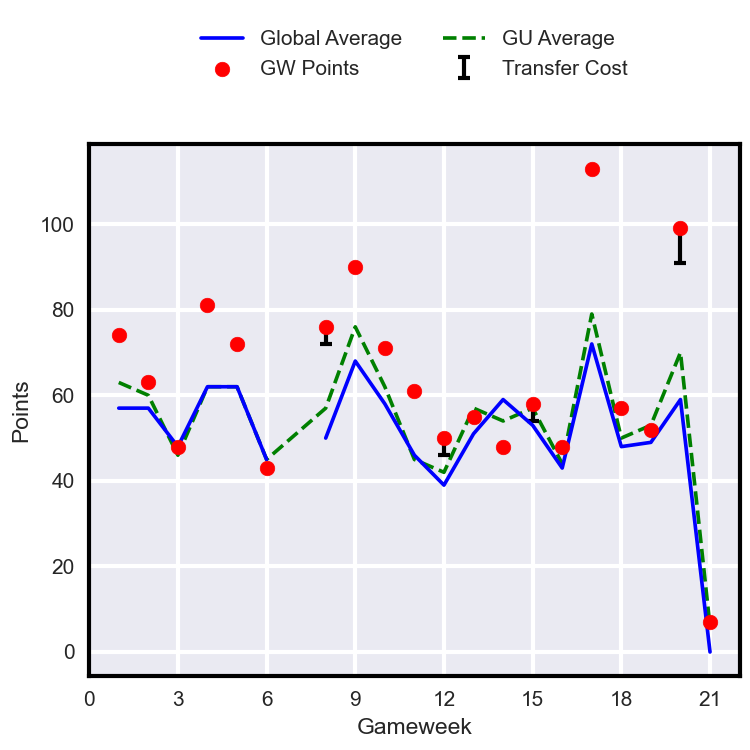 Global Average
GU Average
GW Points
Transfer Cost
100
80
60
40
20
0
Points
0 3 6 9 12 15 18 21
Gameweek